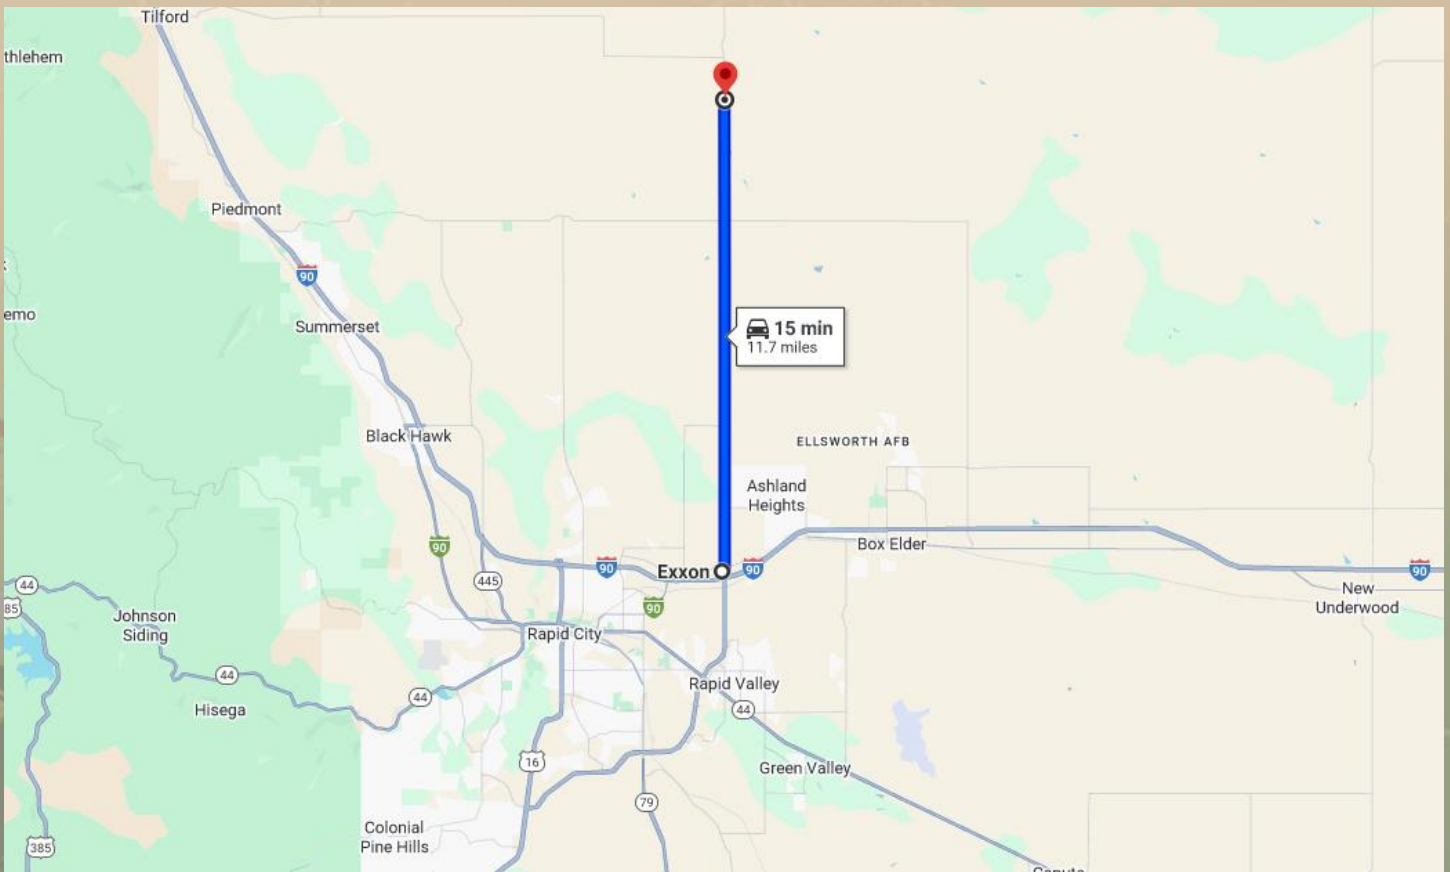 Tilford
thlehem
Piedmont
90
emo
Summerset
15 min
11.7 miles
Black Hawk
ELLSWORTH AFB
Ashland
Heights
90
Box Elder
90
Exxon
90
90
445
44
85
90
New
Underwood
Johnson
Siding
Rapid City
44
44
Rapid Valley
Hisega
44
16
Green Valley
79
Colonial
Pine Hills
385